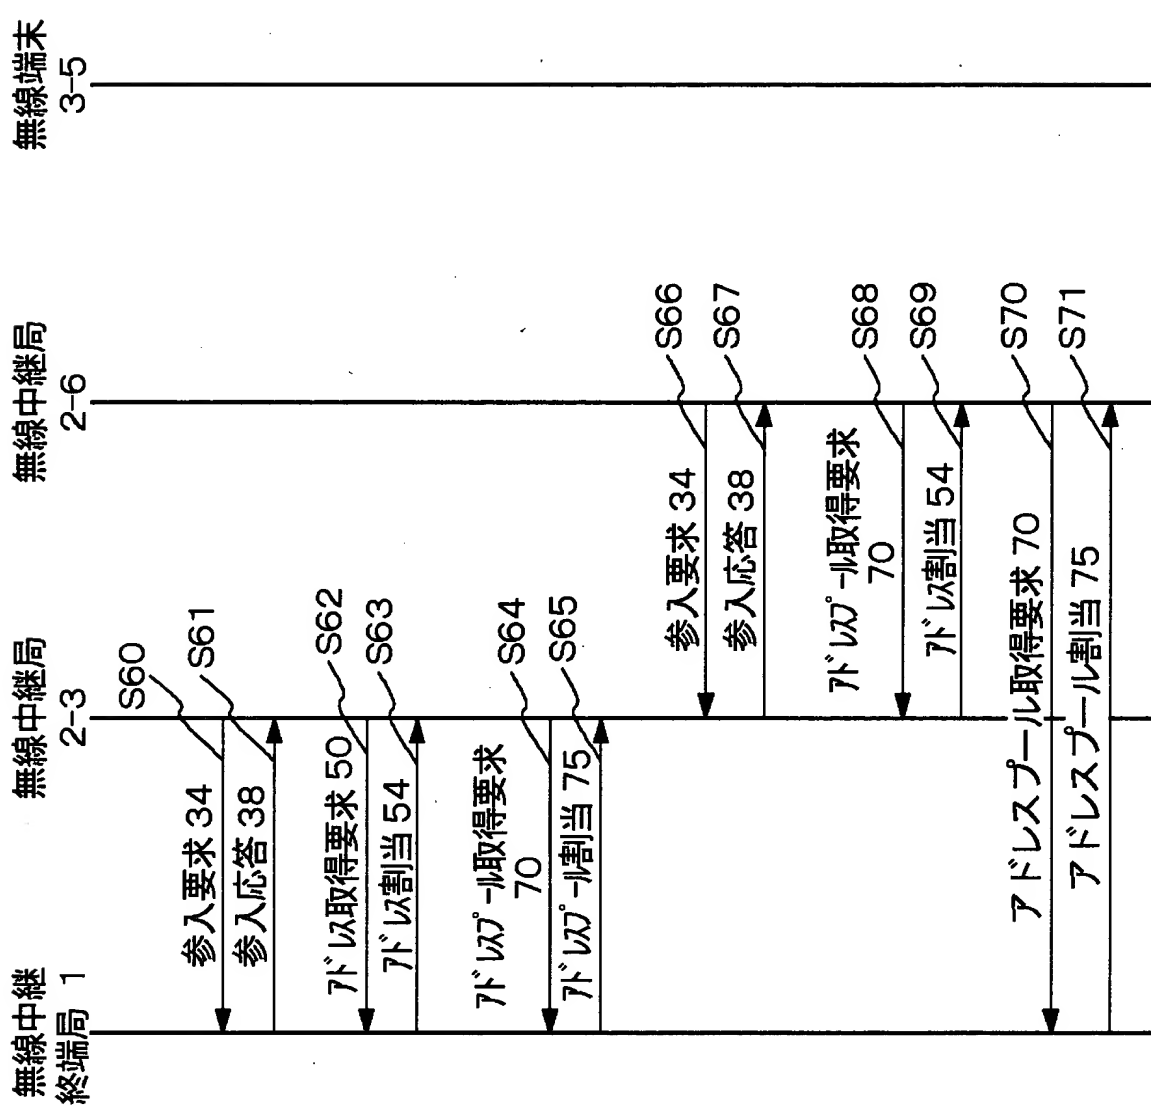 無線中継
終端局 1
無線中継局
2-3
無線中継局
2-6
無線端末
3-5
S60
参入要求 34
S61
参入応答 38
S62
アドレス取得要求 50
S63
アドレス割当 54
S64
アドレスプール取得要求
70
S65
アドレスプール割当 75
S66
参入要求 34
S67
参入応答 38
S68
アドレスプール取得要求
70
S69
アドレス割当 54
S70
アドレスプール取得要求 70
S71
アドレスプール割当 75